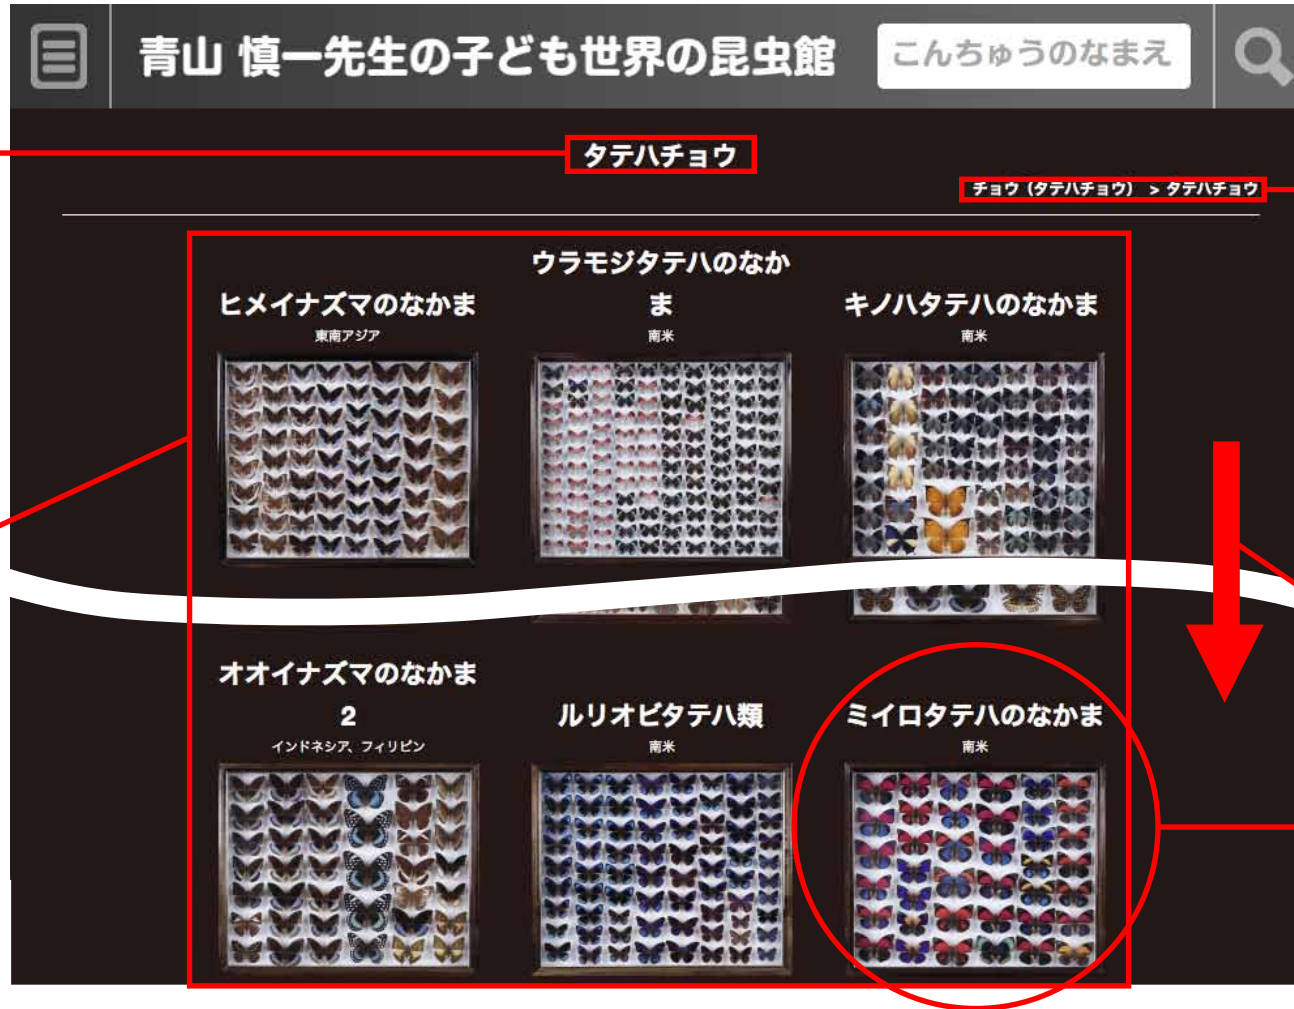 青山 慎一先生の子ども世界の昆虫館
こんちゅうのなまえ
タテハチョウ
チョウ（タテハチョウ） > タテハチョウ
ヒメイナズマのなかま
東南アジア
ウラモジタテハのなか
ま
南米
キノハタテハのなかま
南米
オオイナズマのなかま
2
インドネシア、フィリピン
ルリオビタテハ類
南米
ミイロタテハのなかま
南米